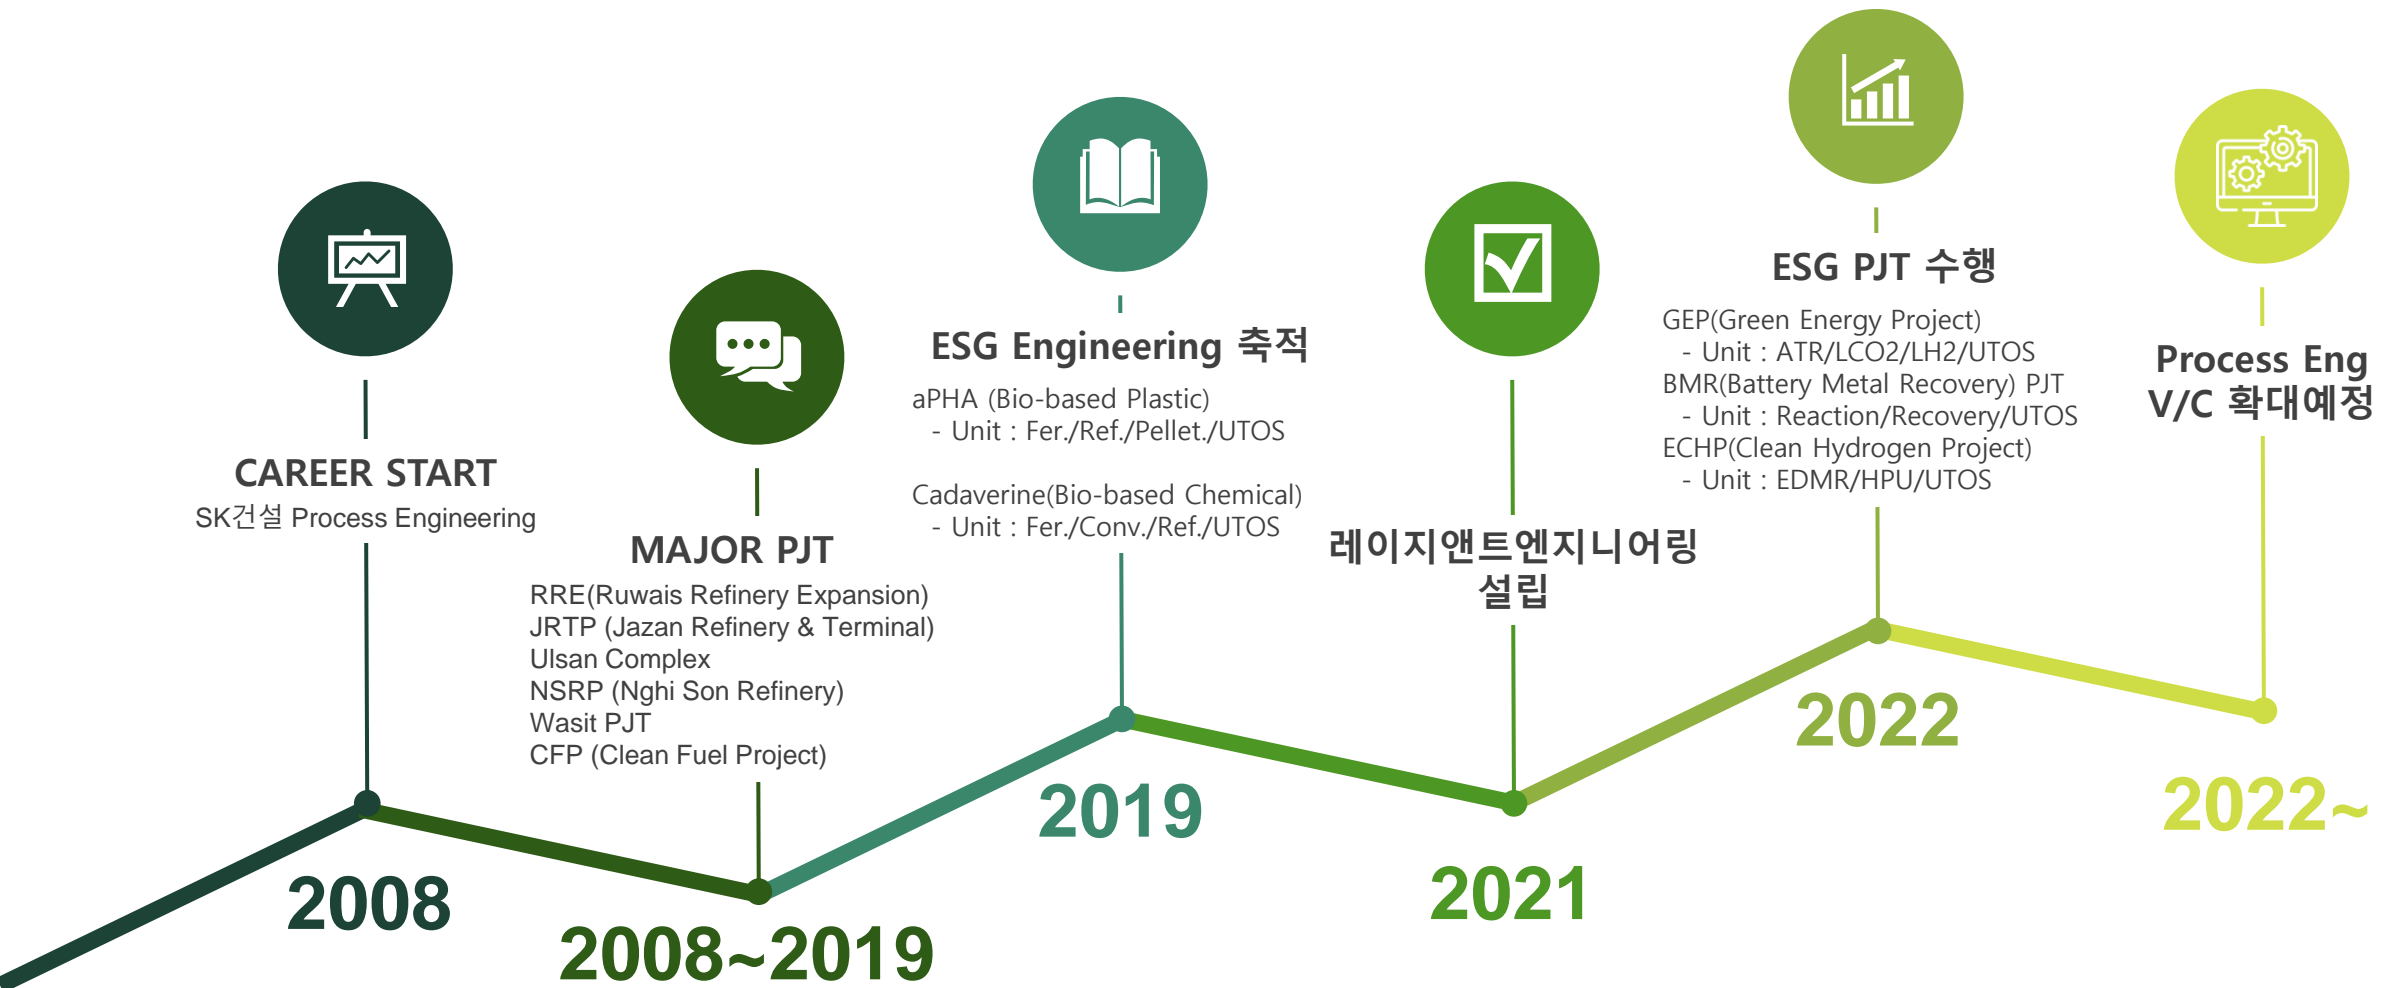 CAREER START
SK건설 Process Engineering
2008
MAJOR PJT
RRE(Ruwais Refinery Expansion)
JRTP (Jazan Refinery & Terminal)
Ulsan Complex
NSRP (Nghi Son Refinery)
Wasit PJT
CFP (Clean Fuel Project)
2008~2019
ESG Engineering 축적
aPHA (Bio-based Plastic)
- Unit : Fer./Ref./Pellet./UTOS
Cadaverine(Bio-based Chemical)
- Unit : Fer./Conv./Ref./UTOS
2019
레이지앤트엔지니어링
설립
2021
ESG PJT 수행
GEP(Green Energy Project)
- Unit : ATR/LCO2/LH2/UTOS
BMR(Battery Metal Recovery) PJT
- Unit : Reaction/Recovery/UTOS
ECHP(Clean Hydrogen Project)
- Unit : EDMR/HPU/UTOS
2022
Process Eng
V/C 확대예정
2022~